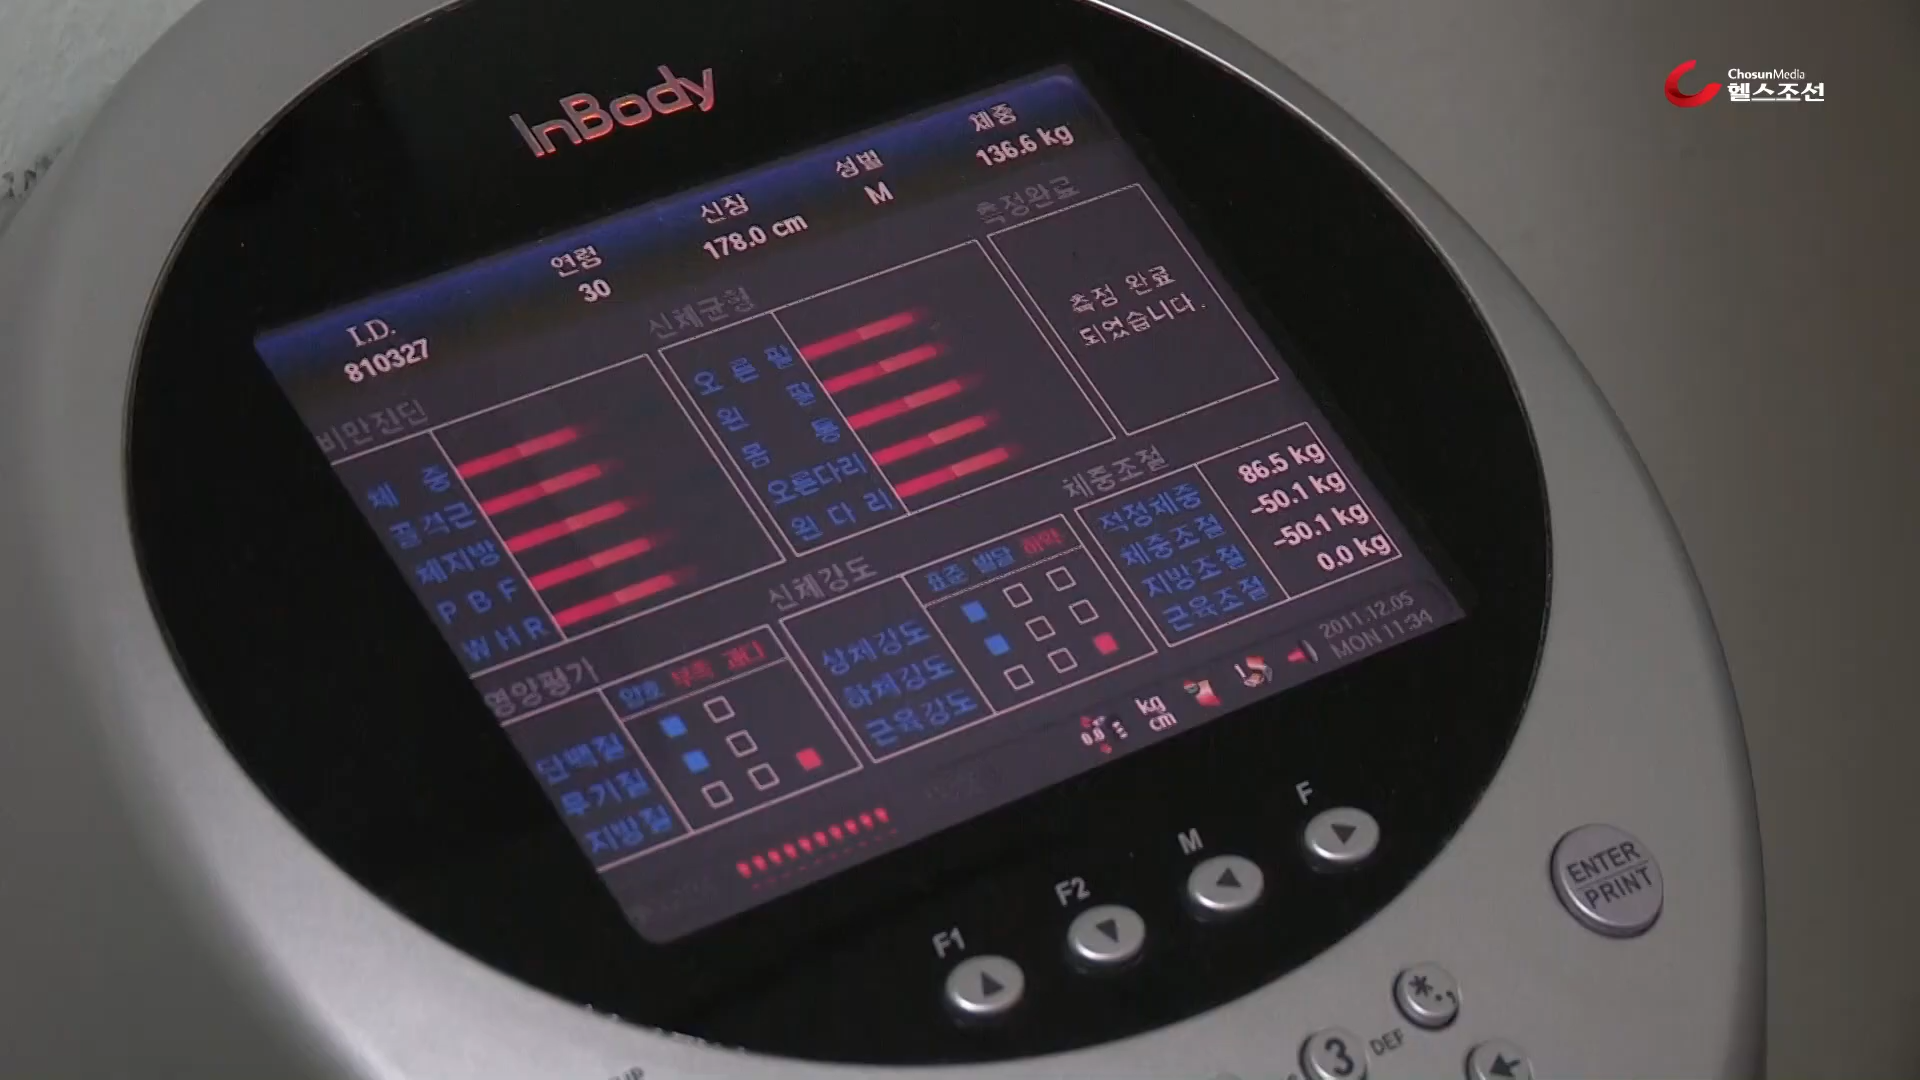 ChosunMedia
헬스조선
InBody
I.D. 연령 신장 성별 체중
810327 30 178.0 cm M 136.6 kg
비만진단
체 중
골격근
체지방
P B F
W H R
신체균형
오 른 팔
왼 팔
몸 통
오른다리
왼 다 리
측정완료
측정 완료
되었습니다.
영양평가
양호 부족 과다
단백질
무기질
지방질
신체강도
표준 발달 허약
상체강도
하체강도
근육강도
체중조절
적정체중 86.5 kg
체중조절 -50.1 kg
지방조절 -50.1 kg
근육조절 0.0 kg
kg
cm
2011.12.05
MON 11:34
F1 F2 M F
ENTER
PRINT
3 DEF